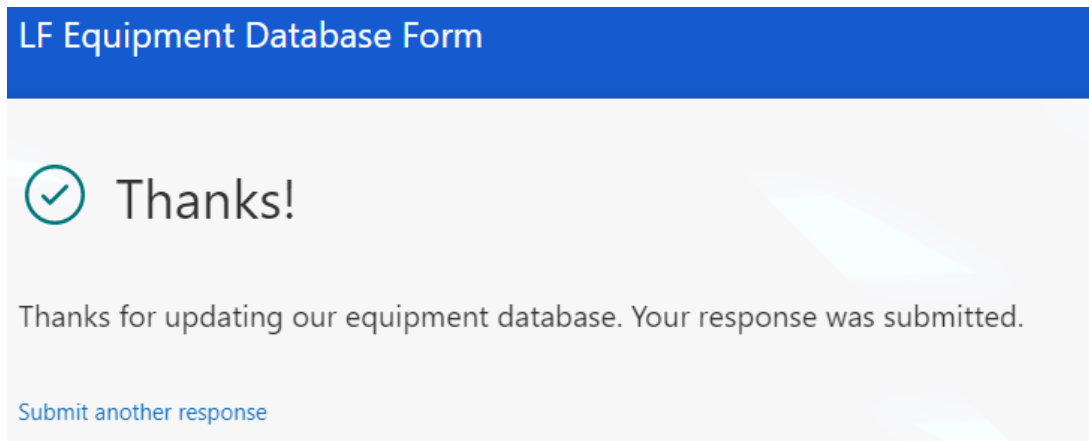 LF Equipment Database Form
Thanks!
Thanks for updating our equipment database. Your response was submitted.
Submit another response